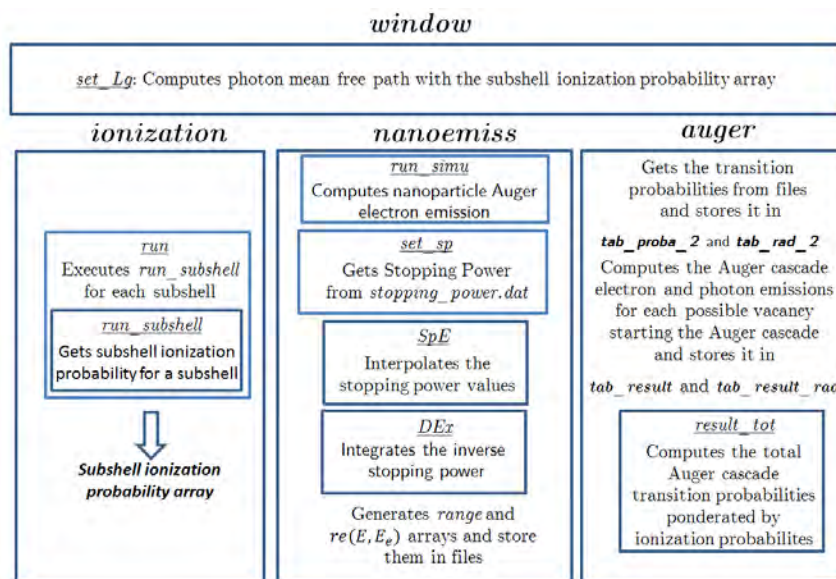 window
set_Lg: Computes photon mean free path with the subshell ionization probability array
ionization
run
Executes run_subshell
for each subshell
run_subshell
Gets subshell ionization
probability for a subshell
Subshell ionization
probability array
nanoemiss
run_simu
Computes nanoparticle Auger
electron emission
set_sp
Gets Stopping Power
from stopping_power.dat
SpE
Interpolates the
stopping power values
DEx
Integrates the inverse
stopping power
Generates range and
re(E, E_e) arrays and store
them in files
auger
Gets the transition
probabilities from files
and stores it in
tab_proba_2 and tab_rad_2
Computes the Auger cascade
electron and photon emissions
for each possible vacancy
starting the Auger cascade
and stores it in
tab_result and tab_result_rad
result_tot
Computes the total
Auger cascade
transition probabilities
ponderated by
ionization probabilites